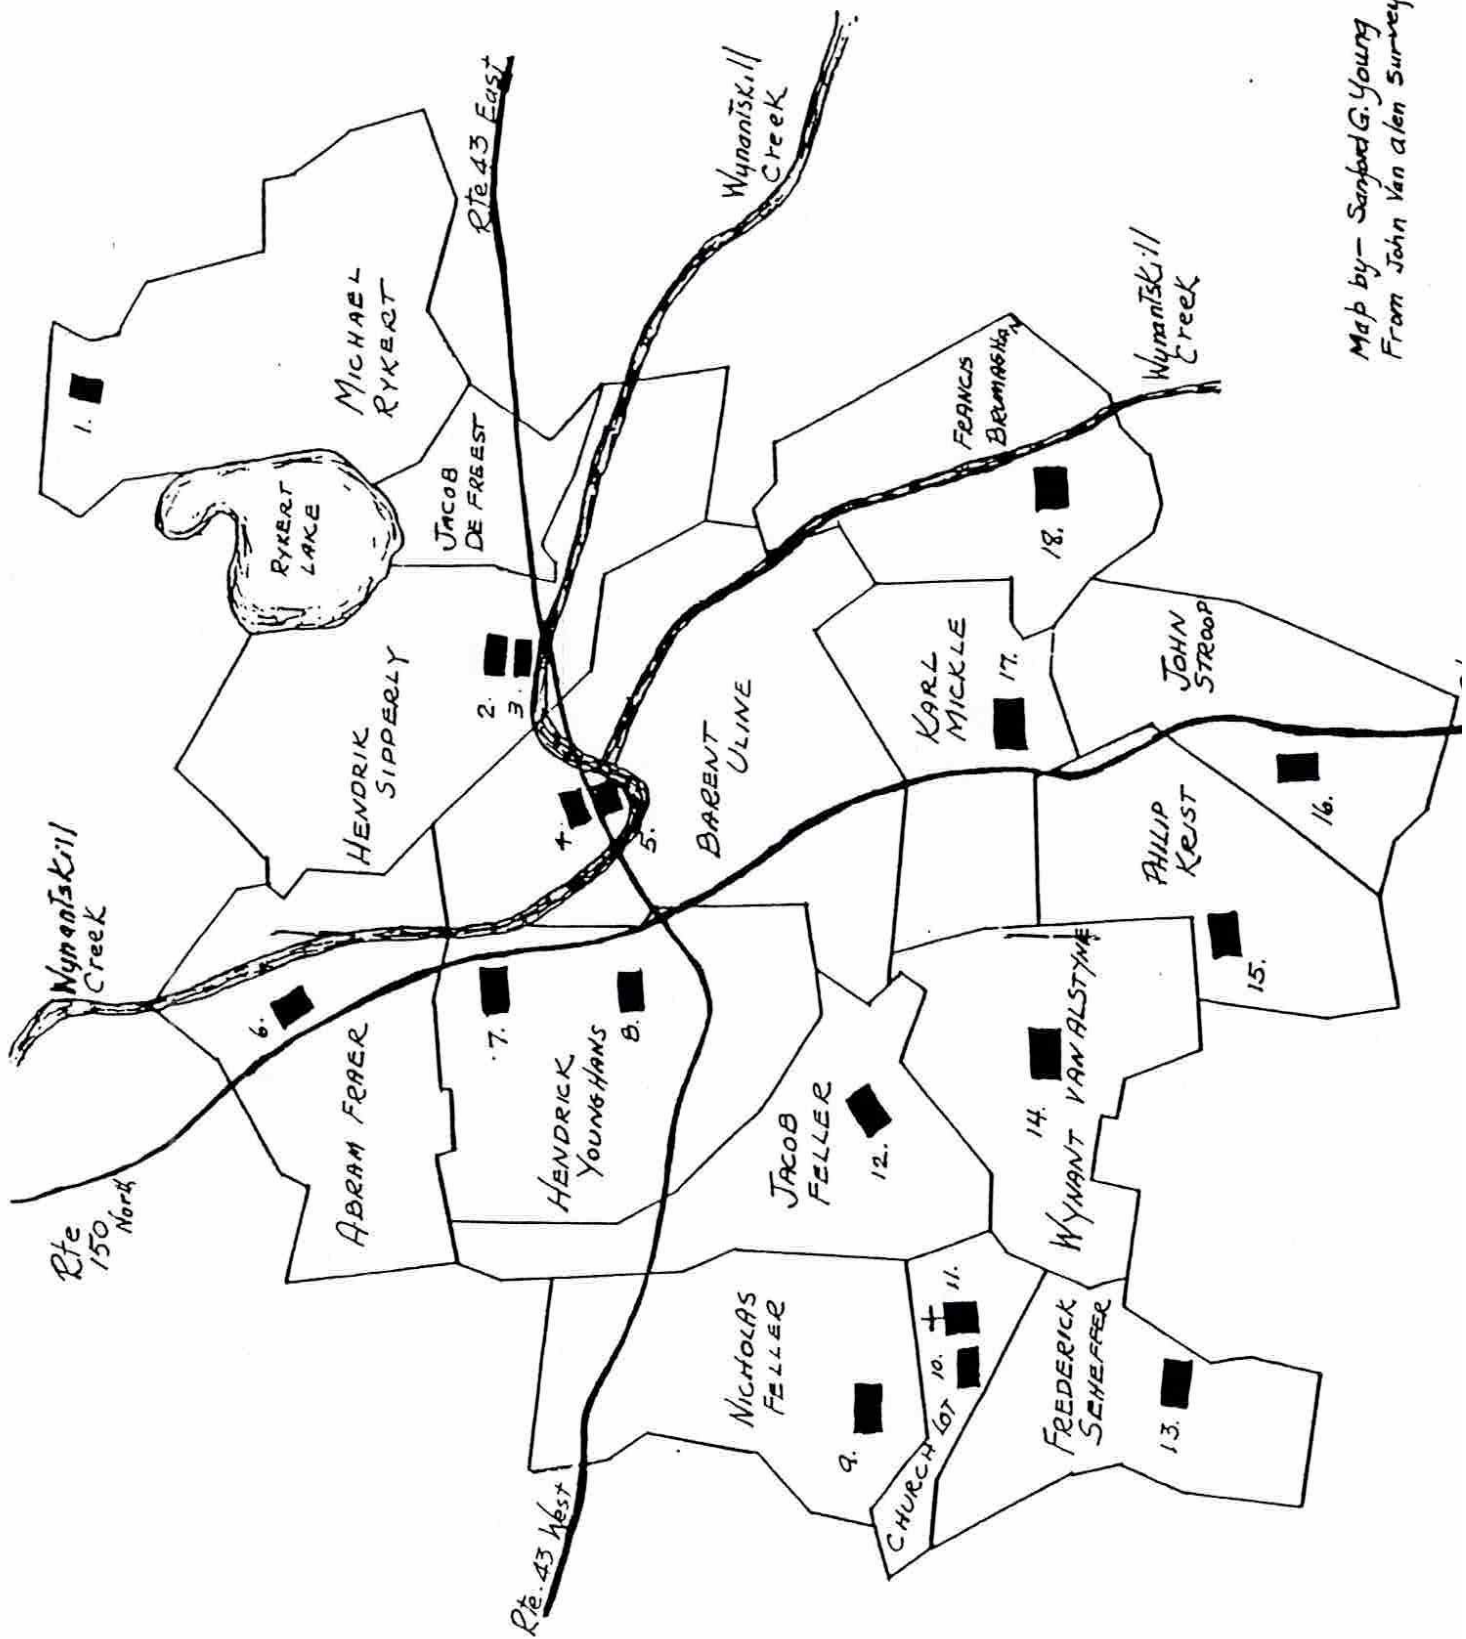 Rte
150
North
Wynantskill
Creek
1.
MICHAEL
RYKERT
RYKERT
LAKE
JACOB
DE FREEST
Rte 43 East
Wynantskill
Creek
HENDRIK
SIPPERLY
2.
3.
4.
5.
6.
ABRAM FRAER
7.
8.
HENDRICK
YOUNGHANS
BARENT
ULINE
FRANCIS
BRUMAGHAN
18.
Wynantskill
Creek
KARL
MICKLE
17.
JOHN
STROOP
16.
PHILIP
KRIST
15.
JACOB
FELLER
12.
14.
WYNANT VAN ALSTYNE
Rte. 43 West
NICHOLAS
FELLER
9.
CHURCH LOT
10.
11.
FREDERICK
SEHEFFER
13.
Map by - Sanford G. Young
From John Van alen Survey